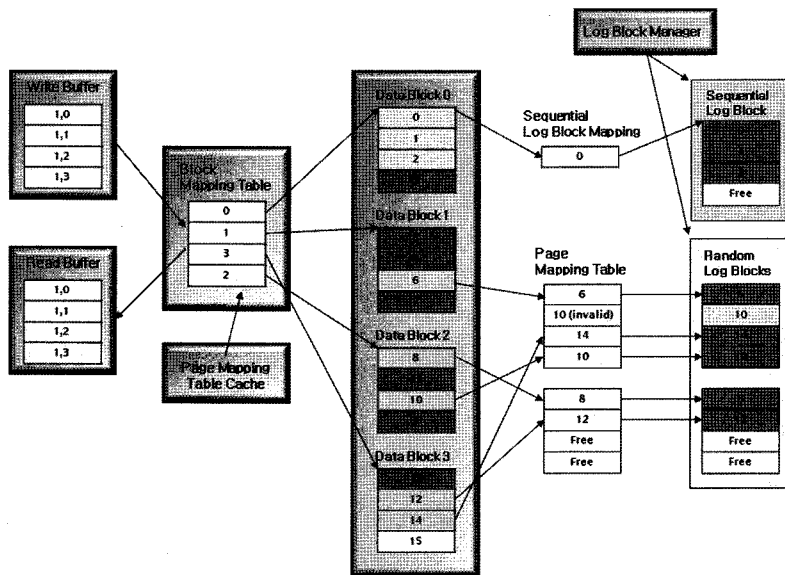 Log Block Manager
Write Buffer
1,0
1,1
1,2
1,3
Read Buffer
1,0
1,1
1,2
1,3
Block
Mapping Table
0
1
3
2
Page Mapping
Table Cache
Data Block 0
0
1
2
Data Block 1
6
Data Block 2
8
10
Data Block 3
12
14
15
Sequential
Log Block Mapping
0
Page
Mapping Table
6
10 (invalid)
14
10
8
12
Free
Free
Sequential
Log Block
Free
Random
Log Blocks
10
Free
Free